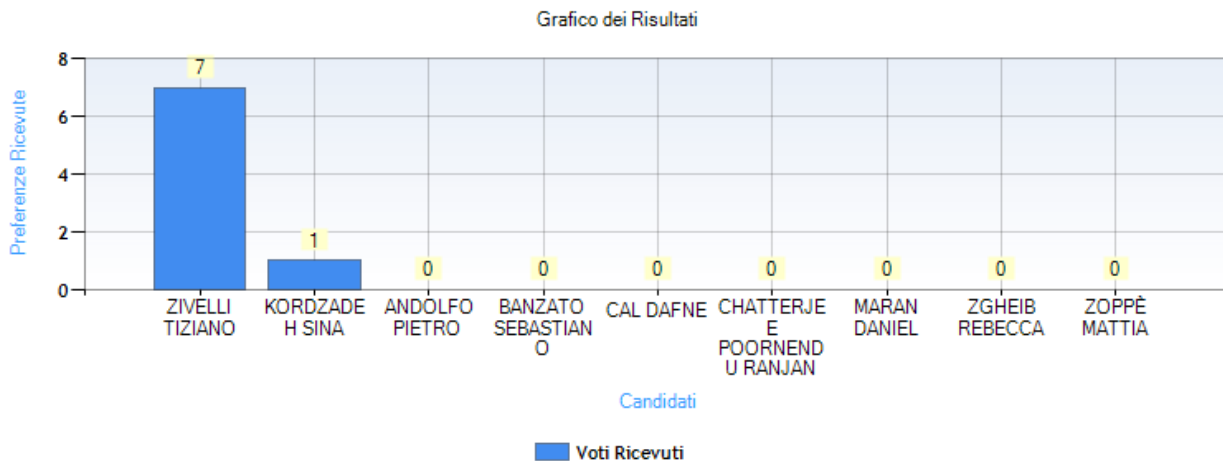 Grafico dei Risultati
Preferenze Ricevute
8
6
4
2
0
7
1
0
0
0
0
0
0
0
ZIVELLI
TIZIANO
KORDZADE
H SINA
ANDOLFO
PIETRO
BANZATO
SEBASTIAN
O
CAL DAFNE
CHATTERJE
E
POORNEND
U RANJAN
MARAN
DANIEL
ZGHEIB
REBECCA
ZOPPÈ
MATTIA
Candidati
Voti Ricevuti